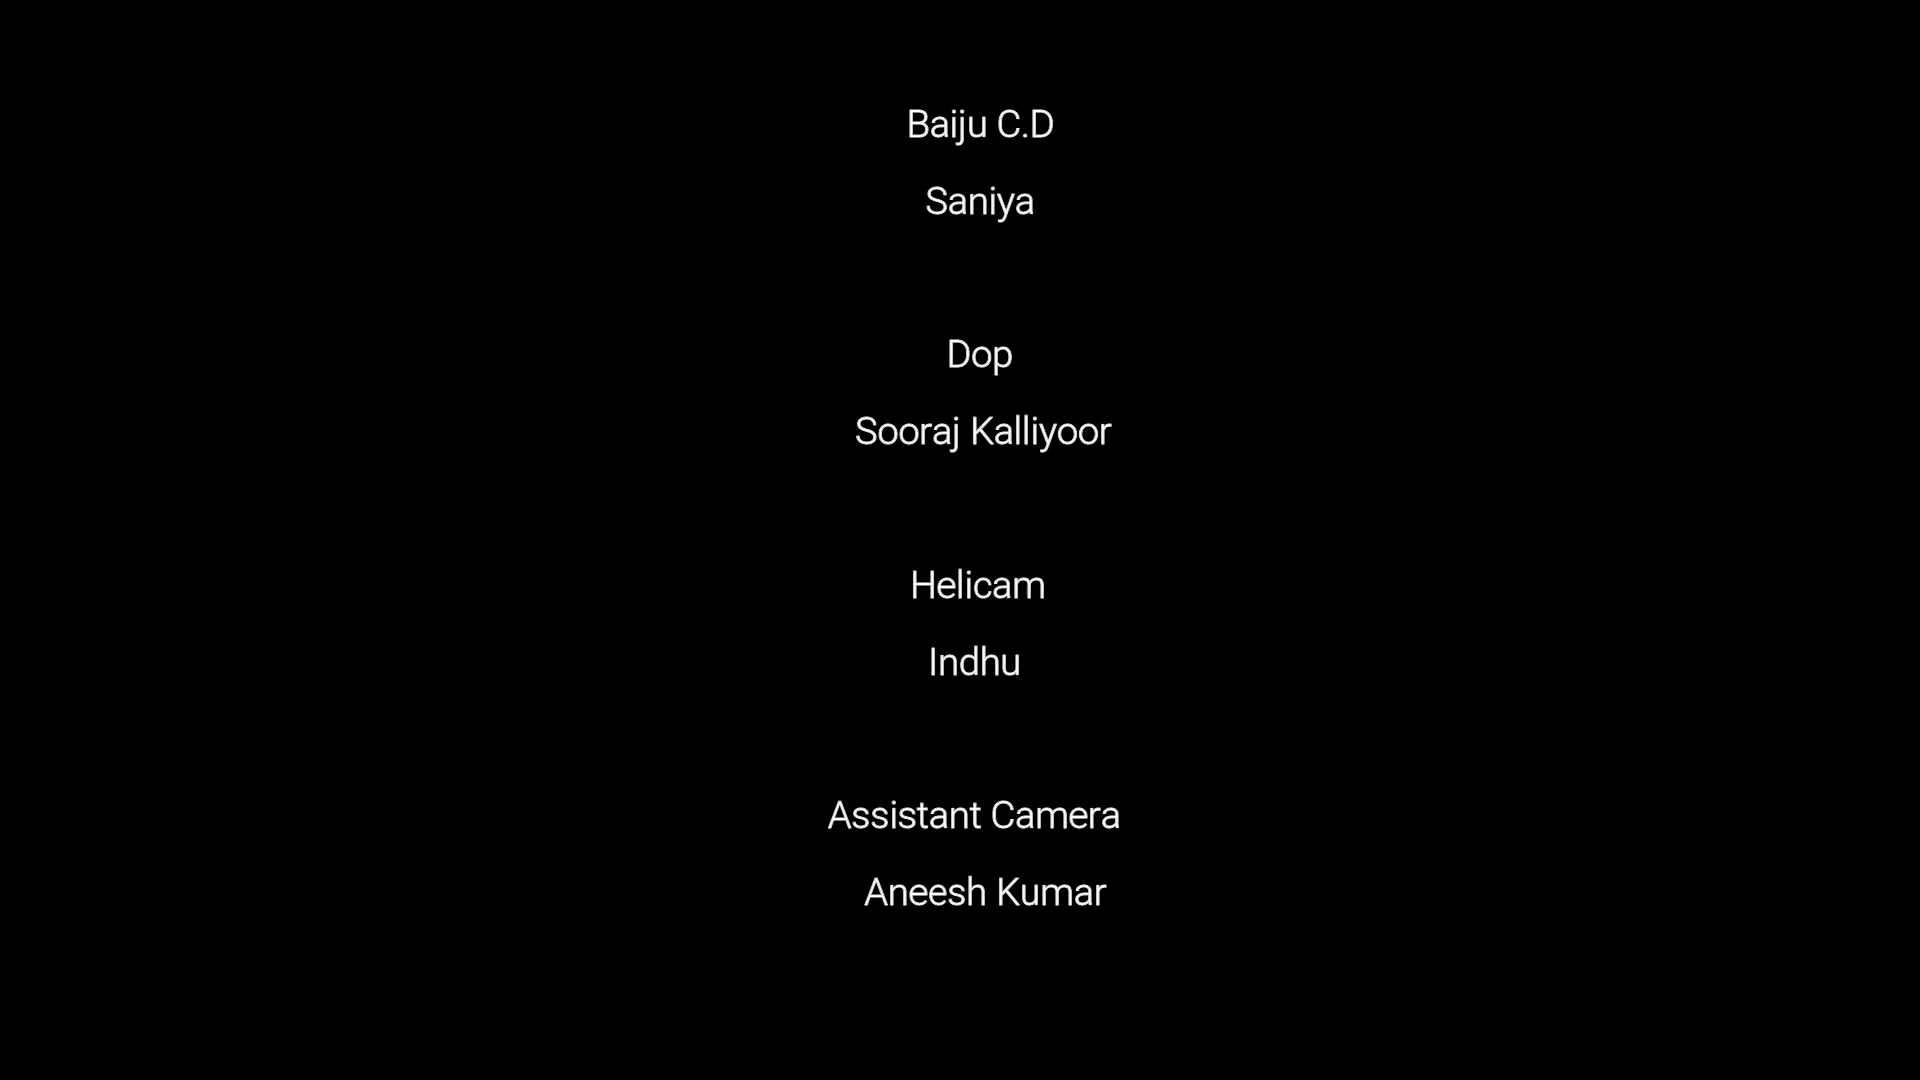 Baiju C.D
Saniya
Dop
Sooraj Kalliyoor
Helicam
Indhu
Assistant Camera
Aneesh Kumar